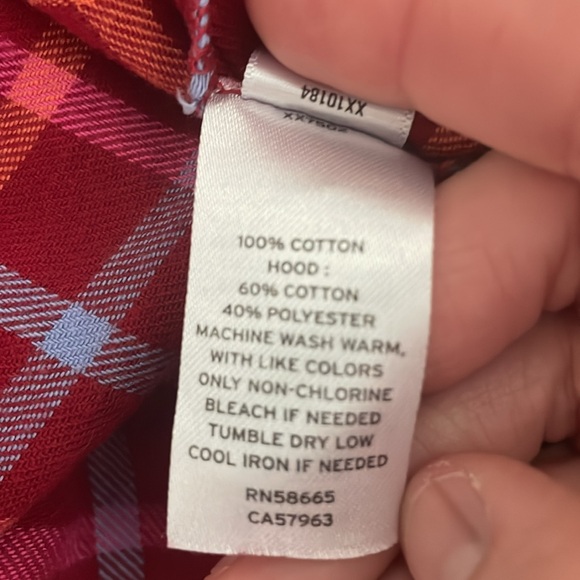 XX10184
100% COTTON
HOOD :
60% COTTON
40% POLYESTER
MACHINE WASH WARM,
WITH LIKE COLORS
ONLY NON-CHLORINE
BLEACH IF NEEDED
TUMBLE DRY LOW
COOL IRON IF NEEDED
RN58665
CA57963